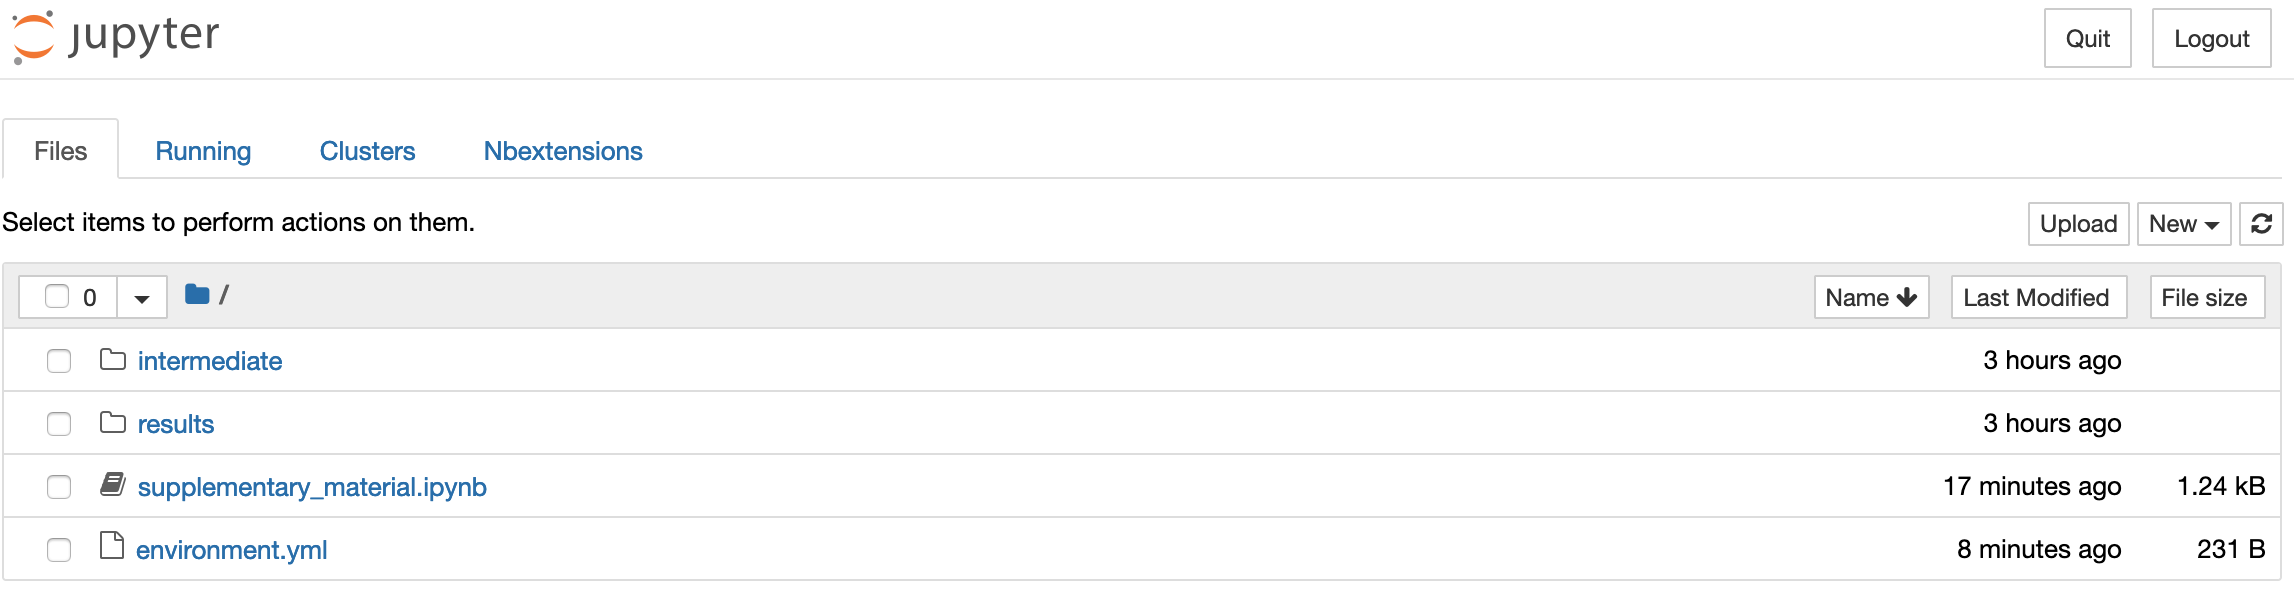 jupyter Quit Logout
Files Running Clusters Nbextensions
Select items to perform actions on them. Upload New
0 / Name Last Modified File size
intermediate 3 hours ago
results 3 hours ago
supplementary_material.ipynb 17 minutes ago 1.24 kB
environment.yml 8 minutes ago 231 B